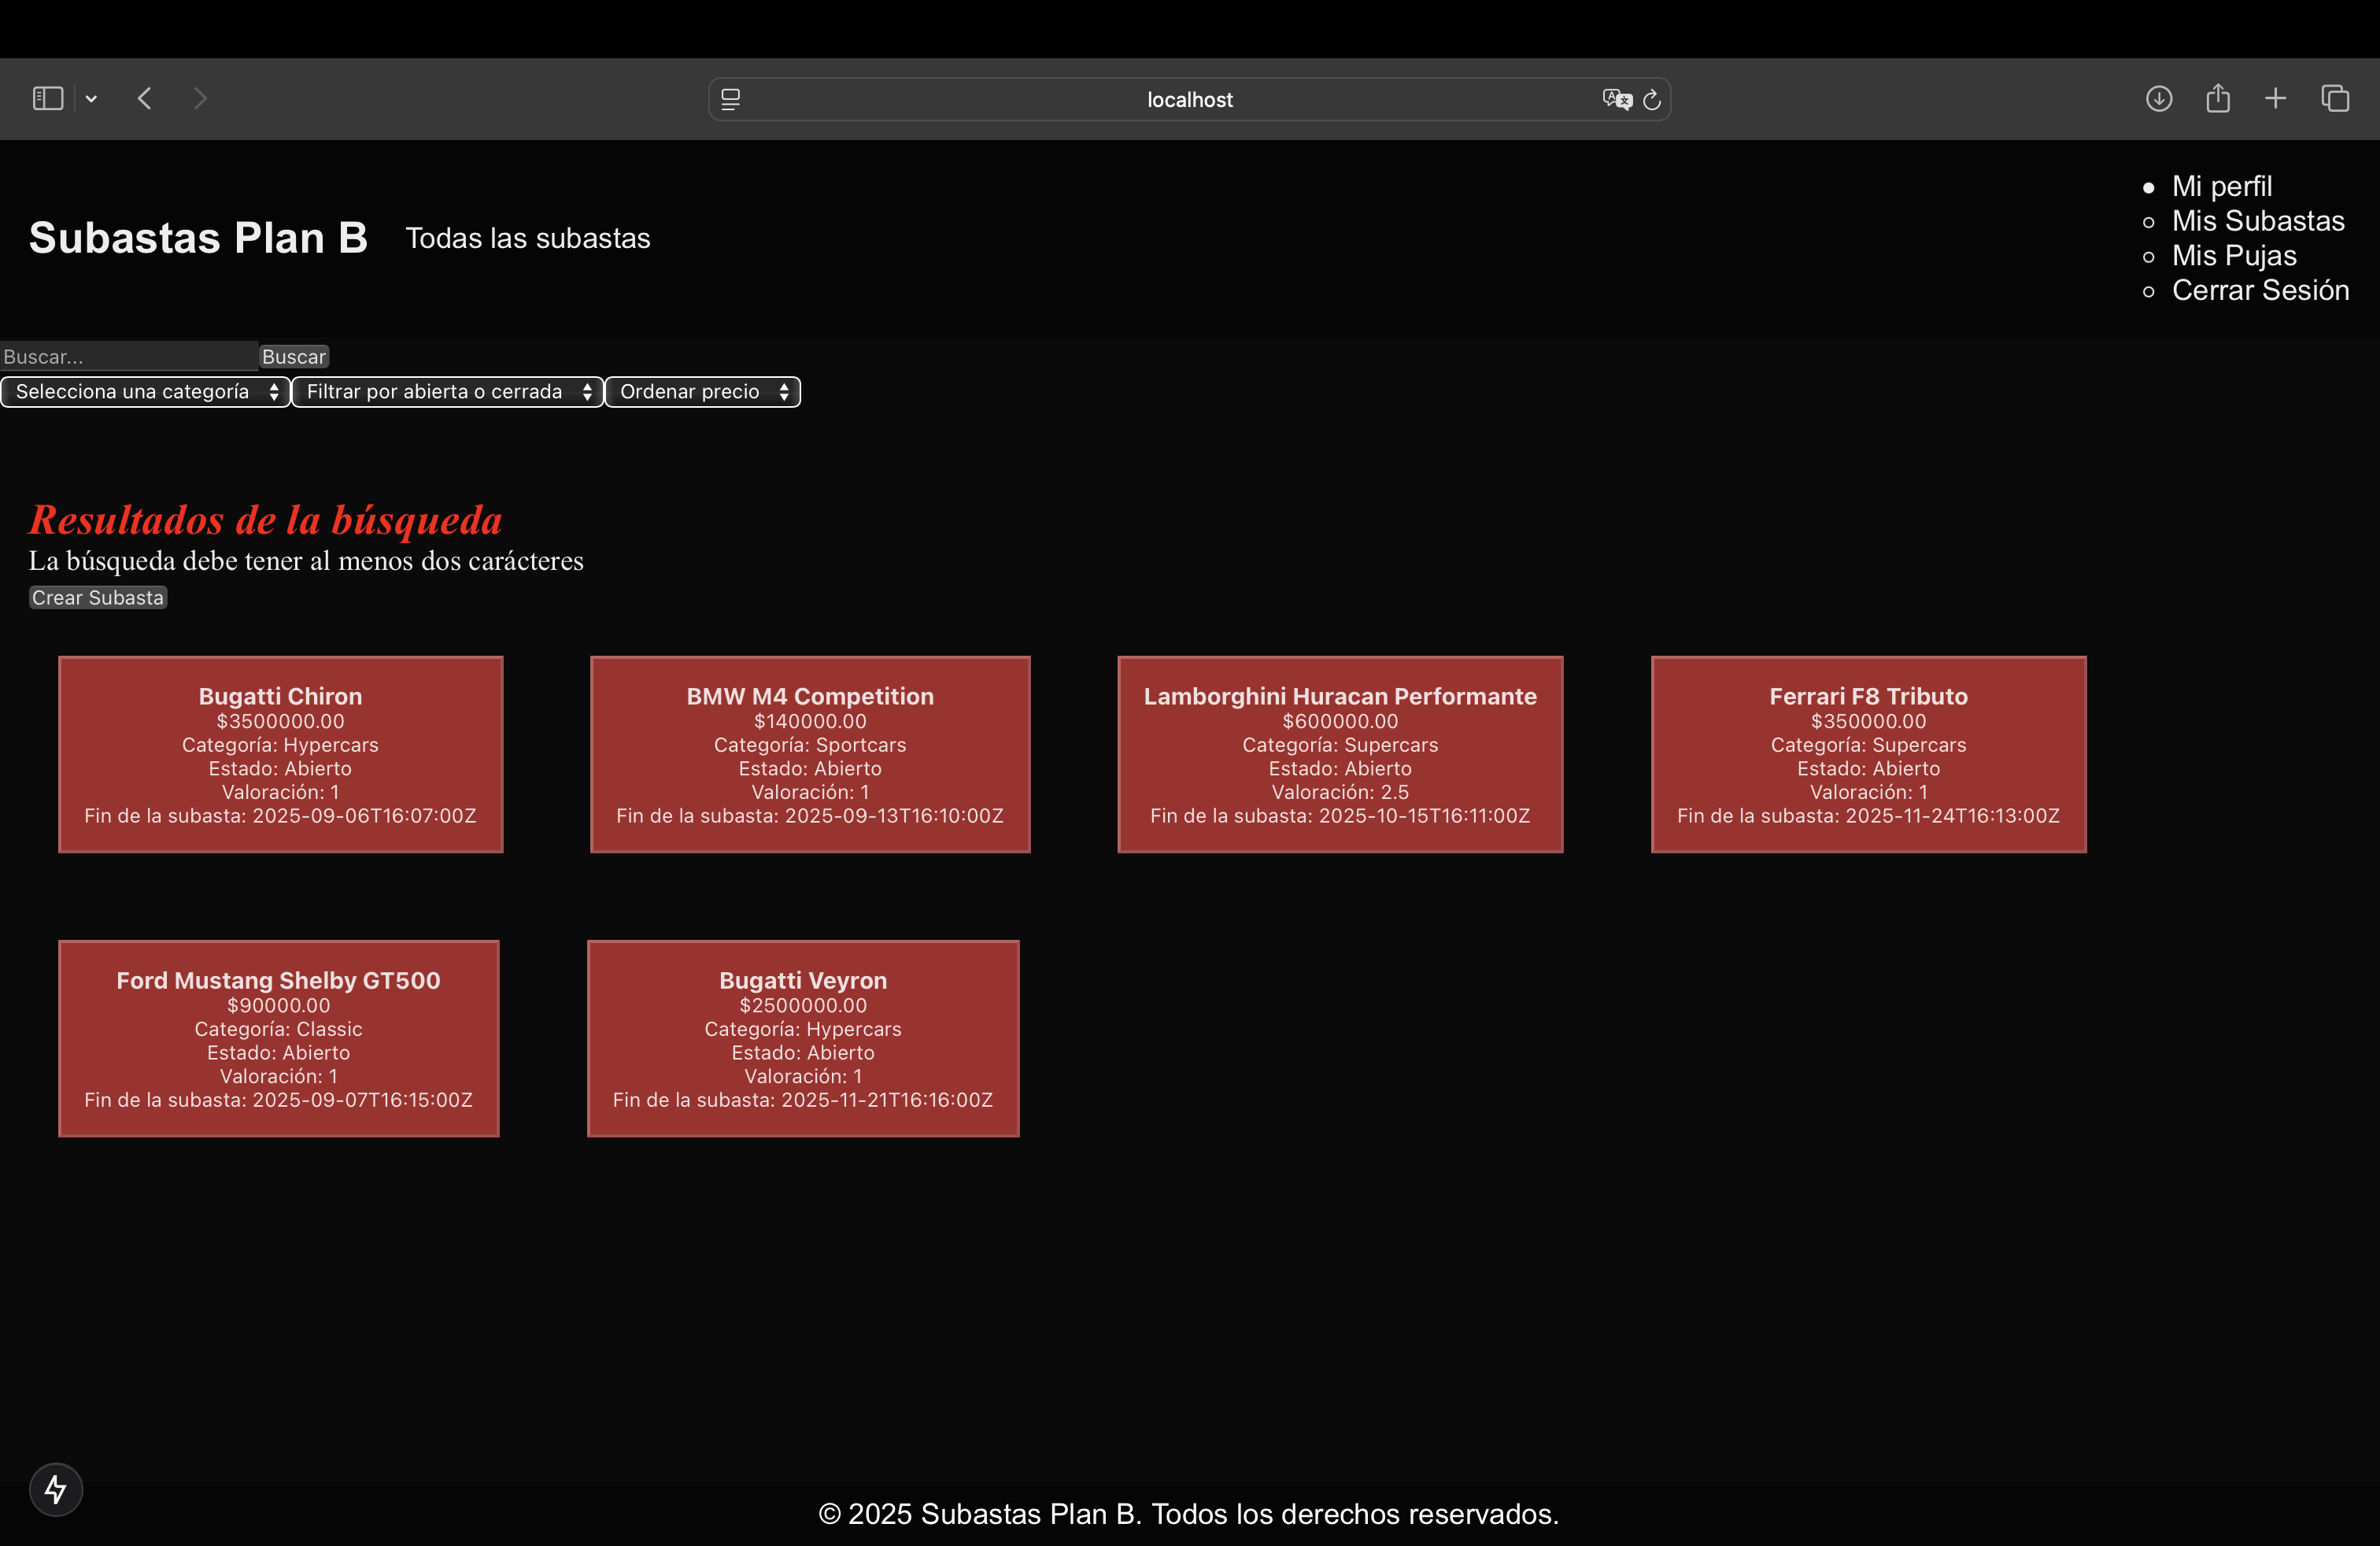 localhost
Subastas Plan B
Todas las subastas
Mi perfil
Mis Subastas
Mis Pujas
Cerrar Sesión
Buscar...
Buscar
Selecciona una categoría
Filtrar por abierta o cerrada
Ordenar precio
Resultados de la búsqueda
La búsqueda debe tener al menos dos carácteres
Crear Subasta
Bugatti Chiron
$3500000.00
Categoría: Hypercars
Estado: Abierto
Valoración: 1
Fin de la subasta: 2025-09-06T16:07:00Z
BMW M4 Competition
$140000.00
Categoría: Sportcars
Estado: Abierto
Valoración: 1
Fin de la subasta: 2025-09-13T16:10:00Z
Lamborghini Huracan Performante
$600000.00
Categoría: Supercars
Estado: Abierto
Valoración: 2.5
Fin de la subasta: 2025-10-15T16:11:00Z
Ferrari F8 Tributo
$350000.00
Categoría: Supercars
Estado: Abierto
Valoración: 1
Fin de la subasta: 2025-11-24T16:13:00Z
Ford Mustang Shelby GT500
$90000.00
Categoría: Classic
Estado: Abierto
Valoración: 1
Fin de la subasta: 2025-09-07T16:15:00Z
Bugatti Veyron
$2500000.00
Categoría: Hypercars
Estado: Abierto
Valoración: 1
Fin de la subasta: 2025-11-21T16:16:00Z
© 2025 Subastas Plan B. Todos los derechos reservados.